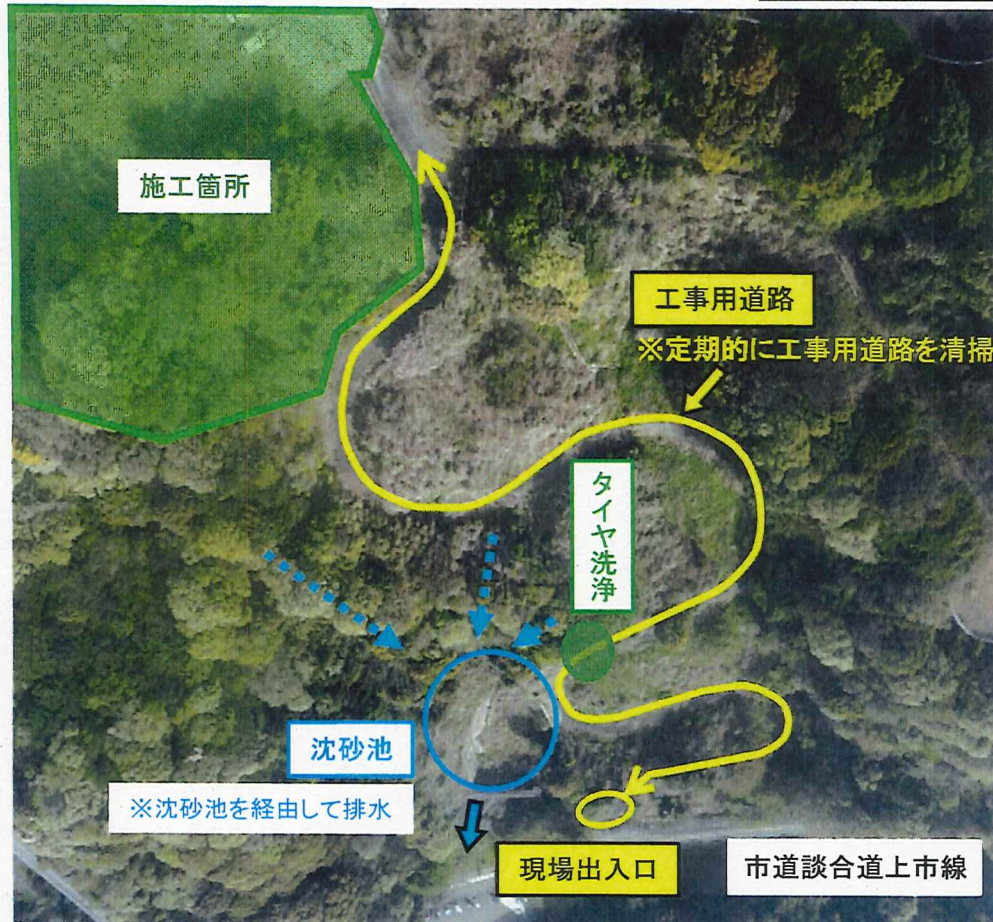 施工箇所
工事用道路
※定期的に工事用道路を清掃
タイヤ洗浄
沈砂池
※沈砂池を経由して排水
現場出入口
市道談合道上市線